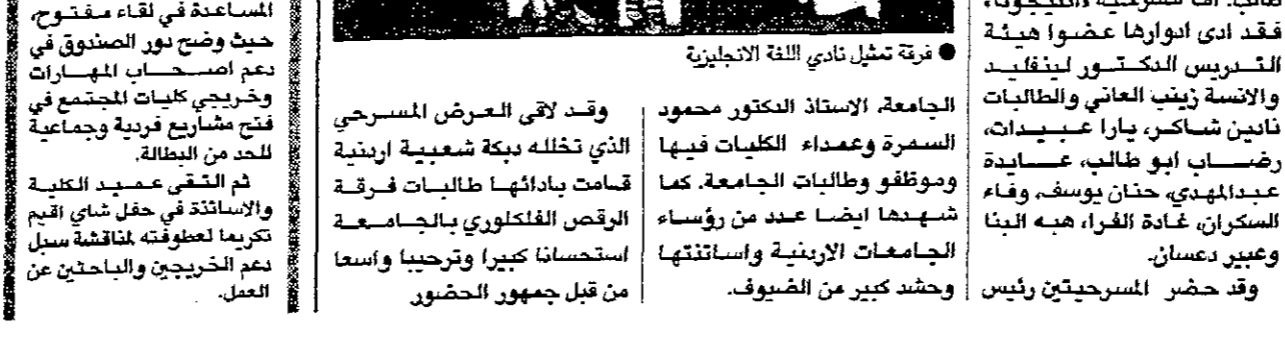 فقد ادى ادوارها عضوا هيئة
التدريس الدكتور لينفليد
والانسة زينب العاني والطالبات
نادين شاكر، يارا عبيدات،
رضاب ابو طالب، عايدة
عبدالمهدي، حنان يوسف، وفاء
السكران، غادة الفرا، هبه البنا
وعبير دعسان.
وقد حضر المسرحيتين رئيس
● فرقة تمثيل نادي اللغة الانجليزية
الجامعة، الاستاذ الدكتور محمود
السمرة وعمداء الكليات فيها
وموظفو وطالبات الجامعة. كما
شهدها ايضا عدد من رؤساء
الجامعات الاردنية واساتذتها
وحشد كبير من الضيوف.
وقد لاقى العرض المسرحي
الذي تخلله دبكة شعبية اردنية
قامت بادائها طالبات فرقة
الرقص الفلكلوري بالجامعة
استحسانا كبيرا وترحيبا واسعا
من قبل جمهور الحضور
المساعدة في لقاء مفتوح،
حيث وضح دور الصندوق في
دعم اصحاب المهارات
وخريجي كليات المجتمع في
فتح مشاريع فردية وجماعية
للحد من البطالة.
ثم التقى عميد الكلية
والاساتذة في حفل شاي اقيم
تكريما لعطوفته لمناقشة سبل
دعم الخريجين والباحثين عن
العمل.